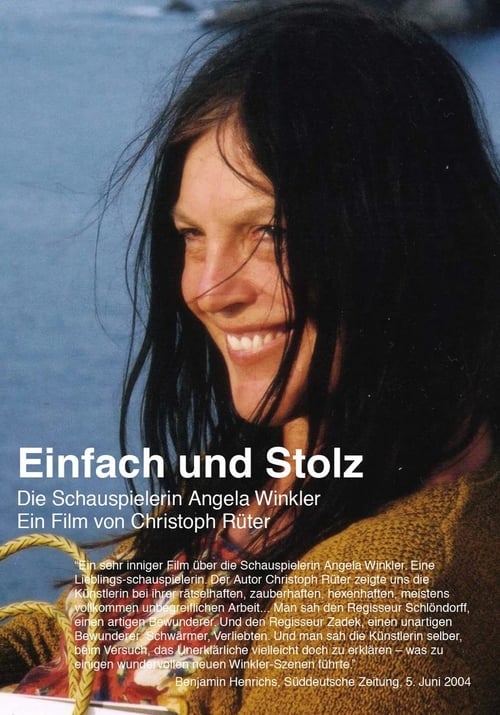 Einfach und Stolz
Die Schauspielerin Angela Winkler
Ein Film von Christoph Rüter
"Ein sehr inniger Film über die Schauspielerin Angela Winkler. Eine
Lieblings-schauspielerin. Der Autor Christoph Rüter zeigte uns die
Künstlerin bei ihrer rätselhaften, zauberhaften, hexenhaften, meistens
vollkommen unbegreiflichen Arbeit... Man sah den Regisseur Schlöndorff,
einen artigen Bewunderer. Und den Regisseur Zadek, einen unartigen
Bewunderer. Schwärmer, Verliebten. Und man sah die Künstlerin selber,
beim Versuch, das Unerklärliche vielleicht doch zu erklären – was zu
einigen wundervollen neuen Winkler-Szenen führte."
Benjamin Henrichs, Süddeutsche Zeitung, 5. Juni 2004